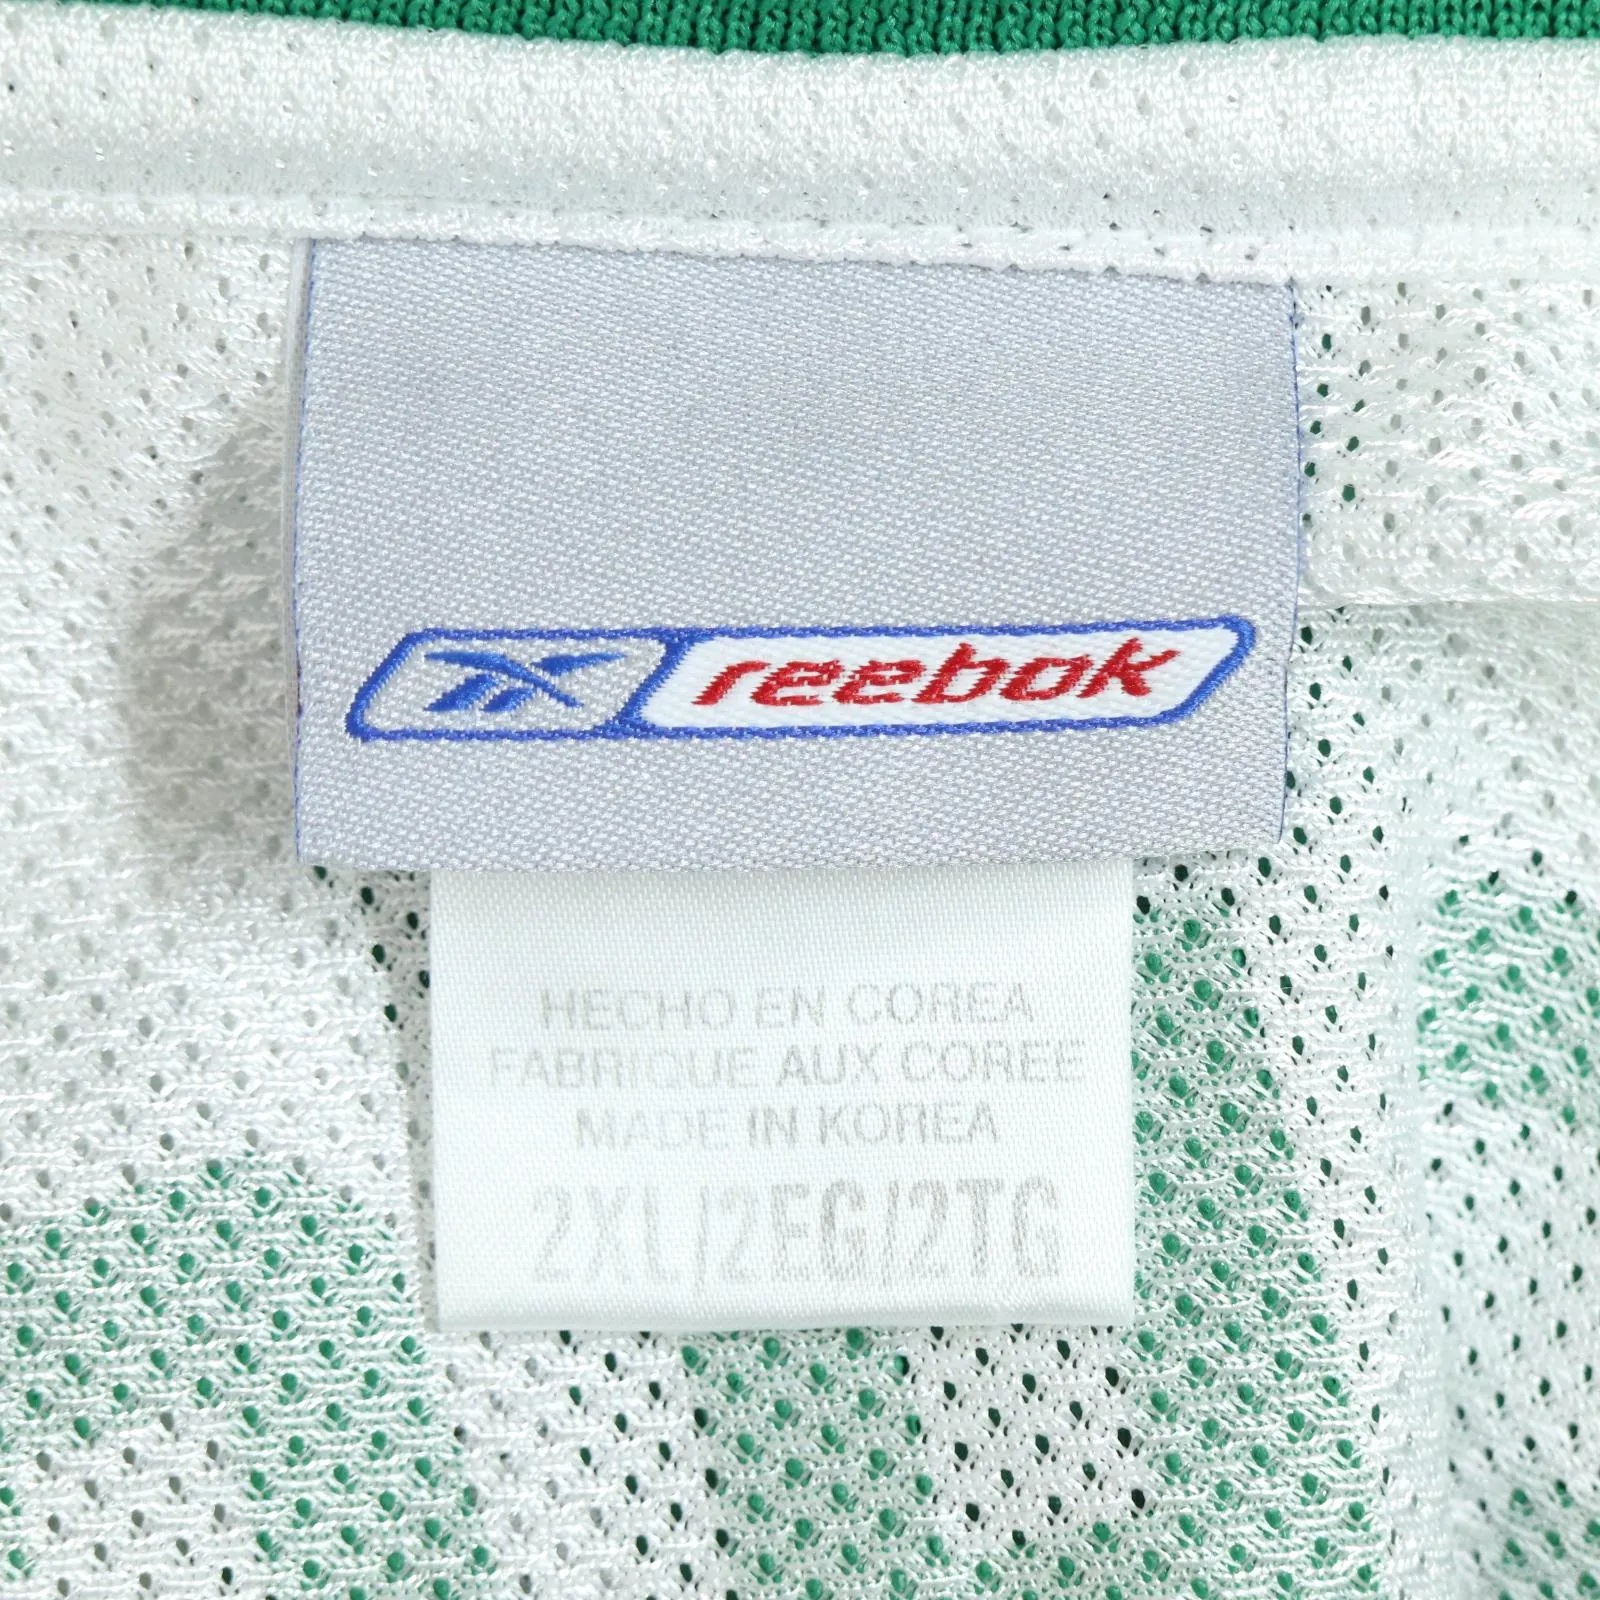 reebok
HECHO EN COREA
FABRIQUE AUX COREE
MADE IN KOREA
2XL/2EG/2TG